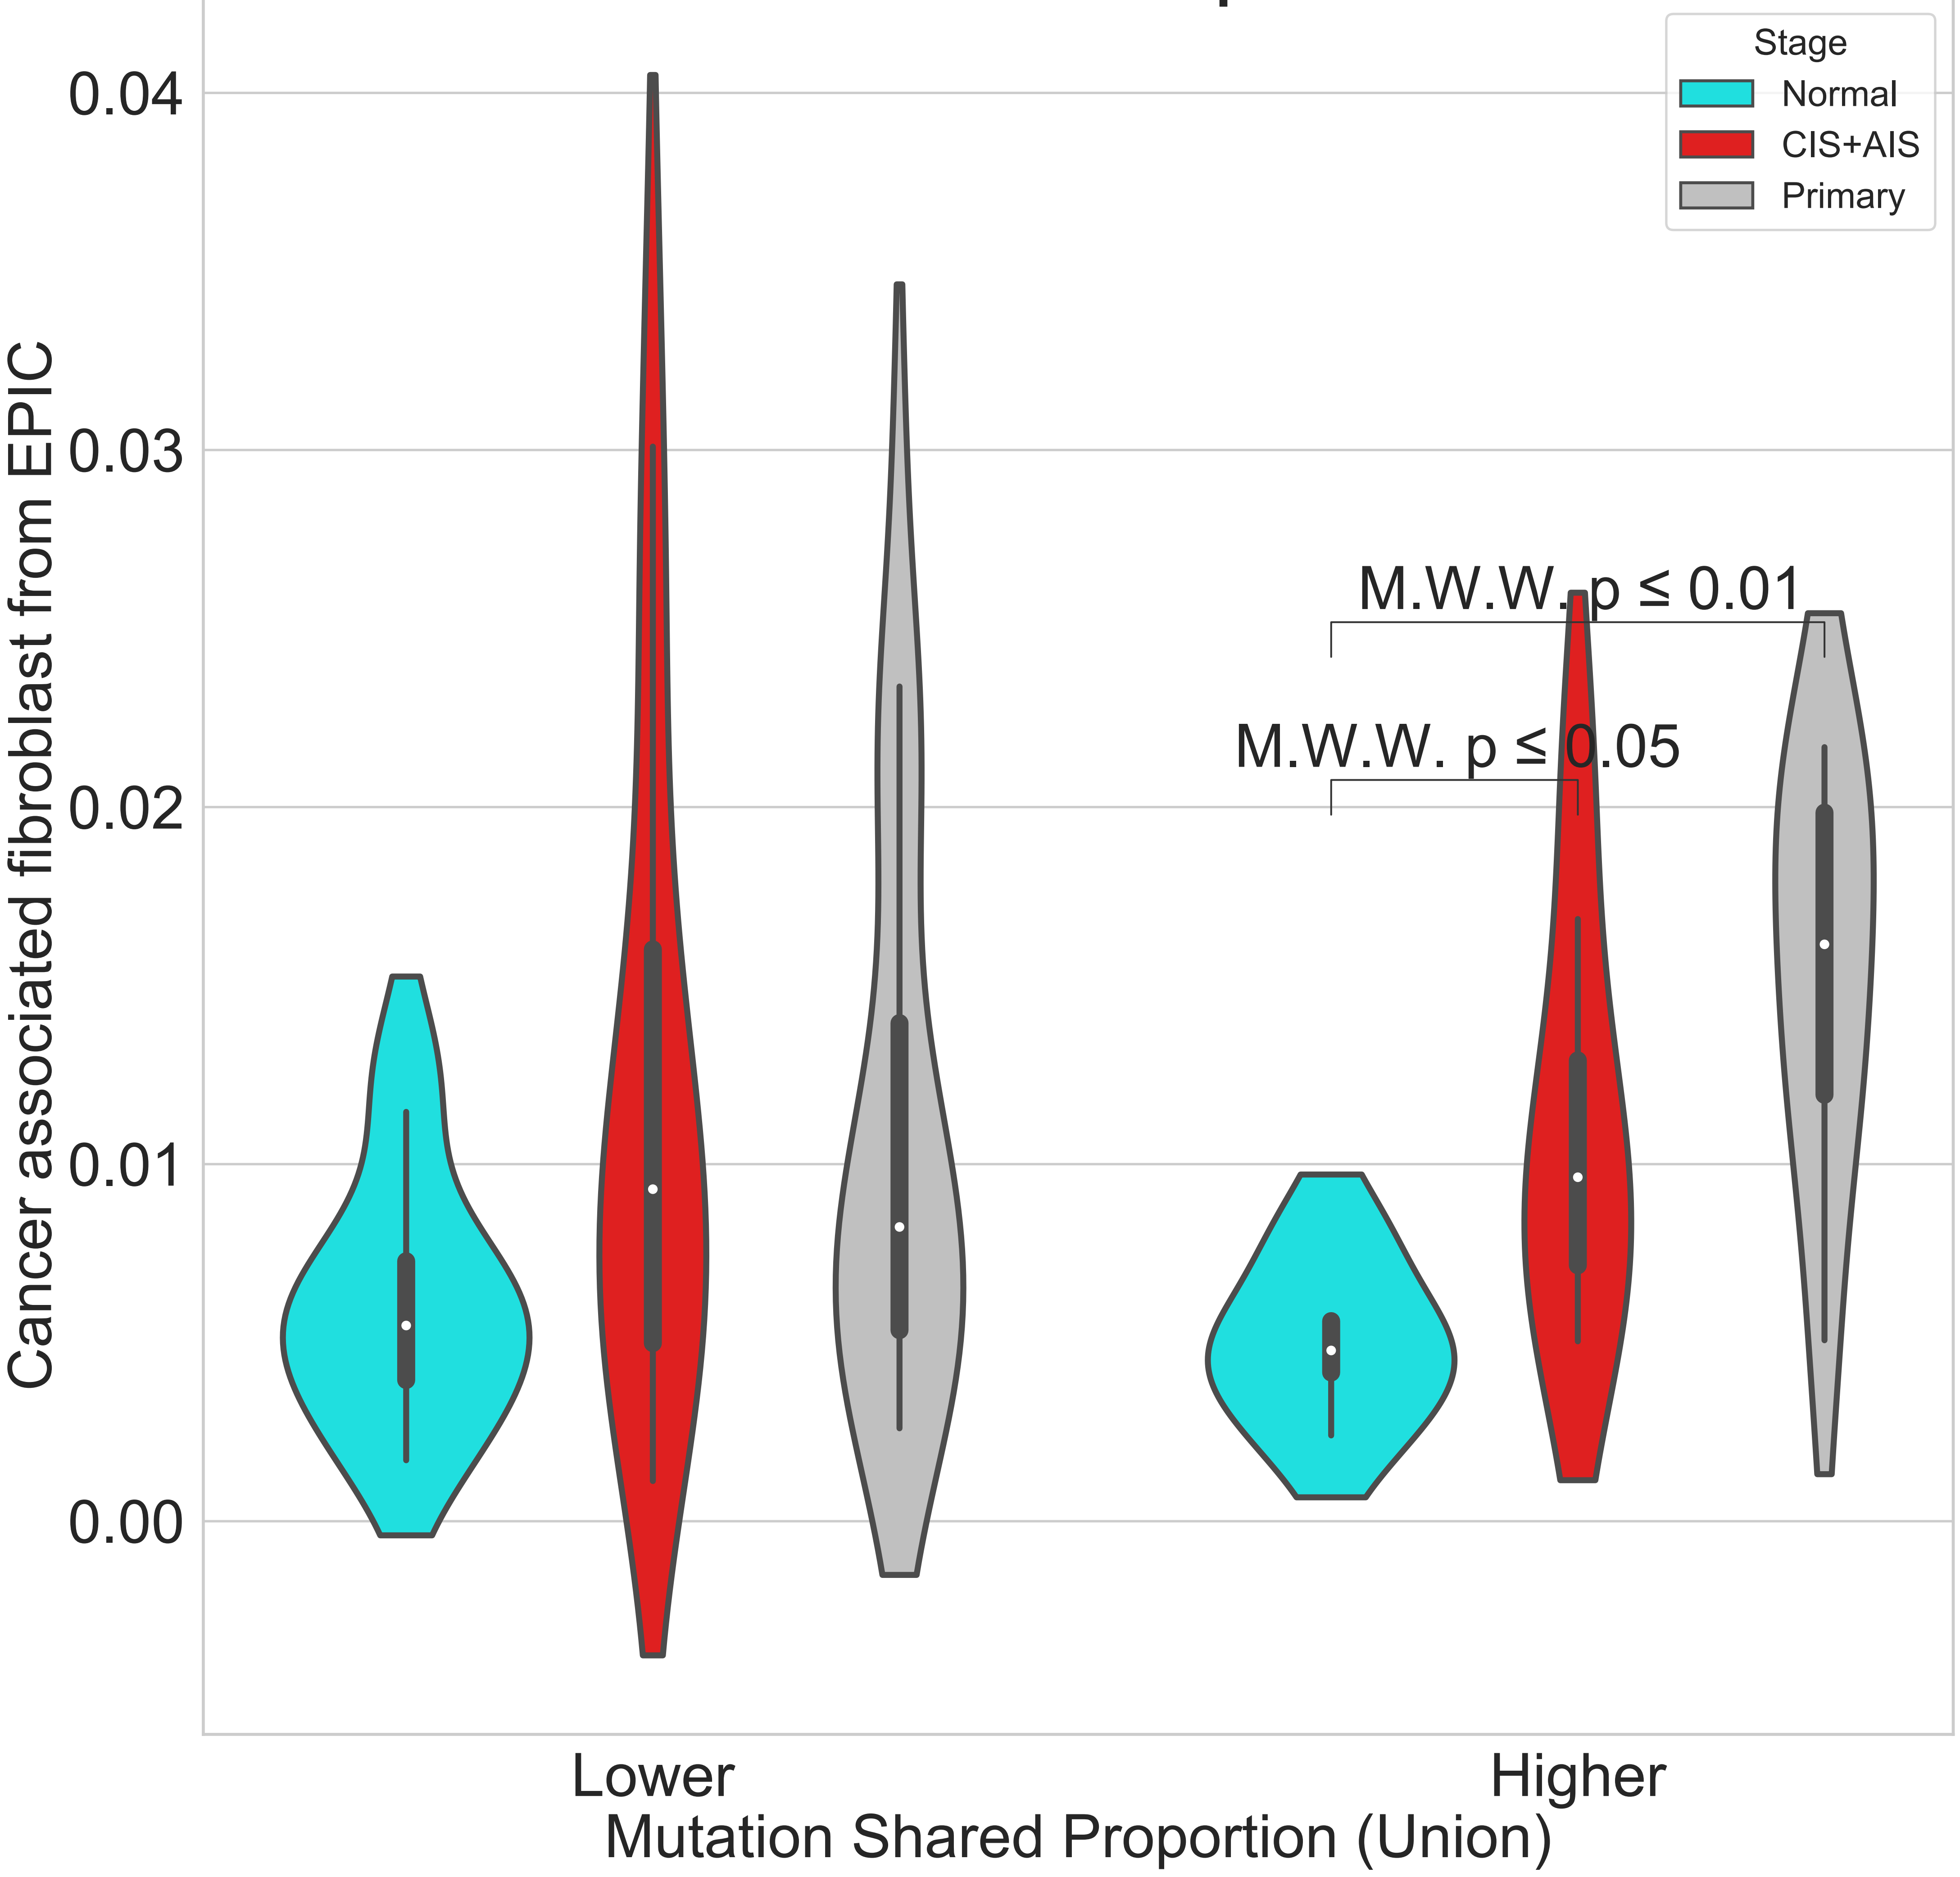 Stage
Normal
CIS+AIS
Primary
Cancer associated fibroblast from EPIC
0.04
0.03
0.02
0.01
0.00
M.W.W. p ≤ 0.01
M.W.W. p ≤ 0.05
Lower
Higher
Mutation Shared Proportion (Union)